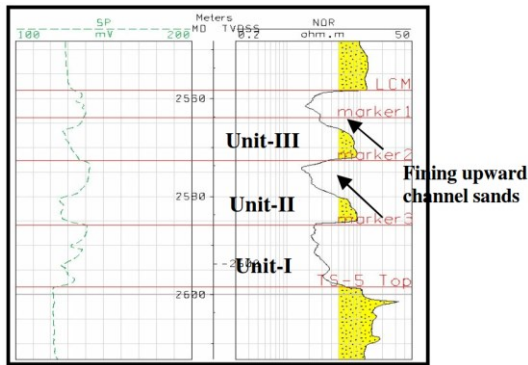 Meters
SP NOR
100 mV 200 MD TVDSS 0.2 ohm.m 50
LCM
2560
marker1
Unit-III
marker2
Fining upward
channel sands
2580
Unit-II
marker3
Unit-I
TS-5 Top
2600